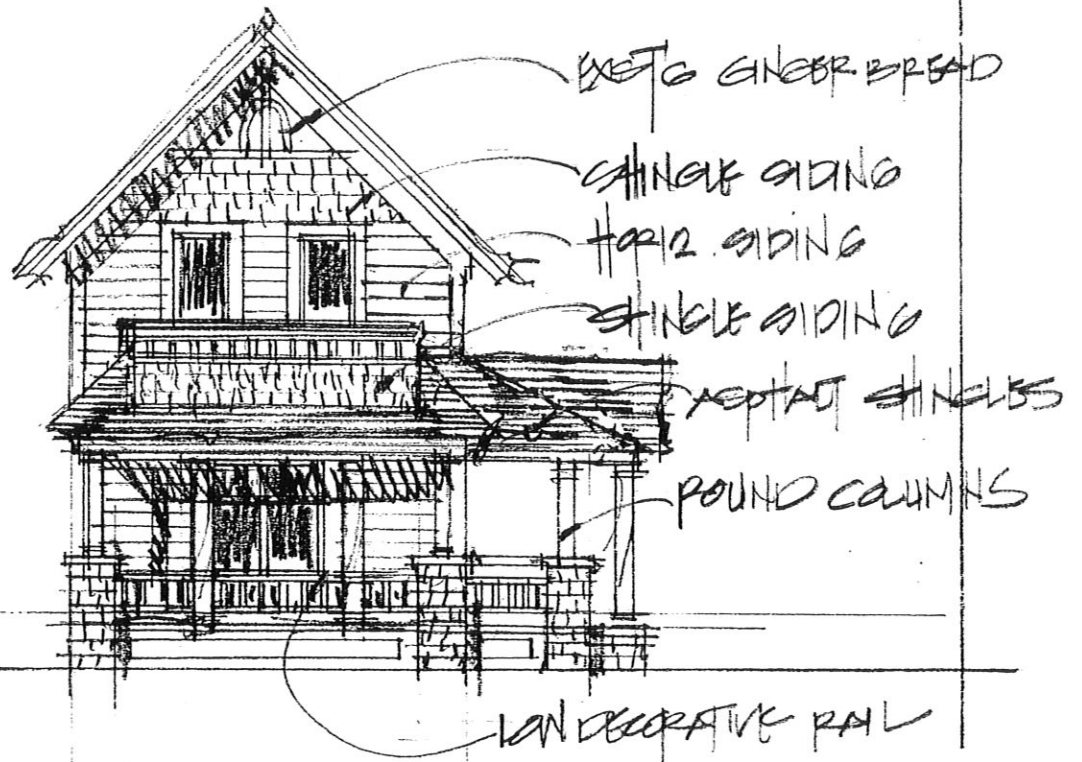 EXST'G GINGERBREAD
SHINGLE SIDING
HORIZ. SIDING
SHINGLE SIDING
ASPHALT SHINGLES
ROUND COLUMNS
LOW DECORATIVE RAIL